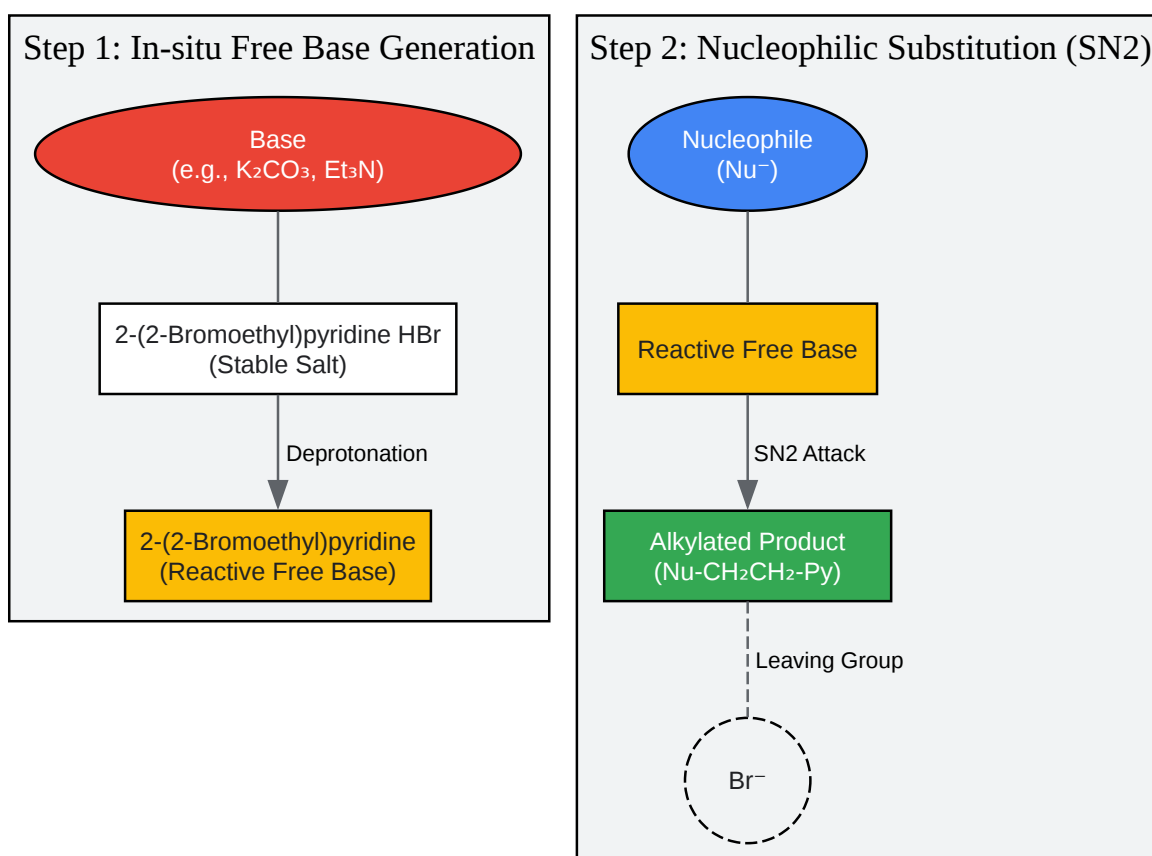 Step 1: In-situ Free Base Generation
Base
(e.g., K₂CO₃, Et₃N)
2-(2-Bromoethyl)pyridine HBr
(Stable Salt)
Deprotonation
2-(2-Bromoethyl)pyridine
(Reactive Free Base)
Step 2: Nucleophilic Substitution (SN2)
Nucleophile
(Nu⁻)
Reactive Free Base
SN2 Attack
Alkylated Product
(Nu-CH₂CH₂-Py)
Leaving Group
Br⁻